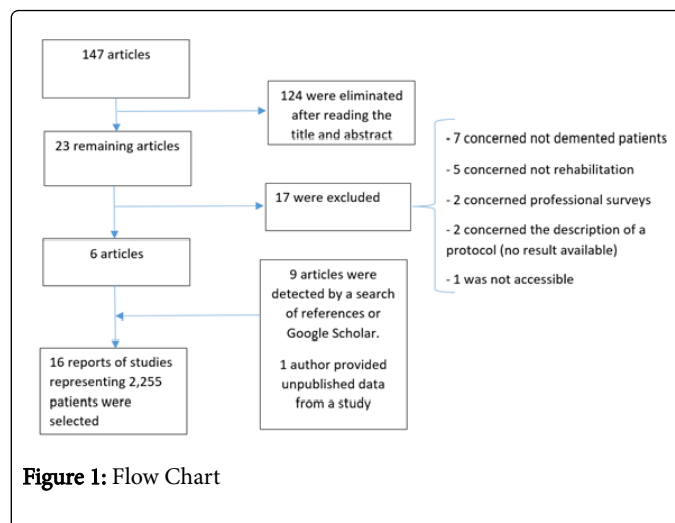 147 articles
124 were eliminated
after reading the
title and abstract
23 remaining articles
17 were excluded
- 7 concerned not demented patients
- 5 concerned not rehabilitation
- 2 concerned professional surveys
- 2 concerned the description of a
protocol (no result available)
- 1 was not accessible
6 articles
9 articles were
detected by a search
of references or
Google Scholar.
1 author provided
unpublished data
from a study
16 reports of studies
representing 2,255
patients were
selected
Figure 1: Flow Chart